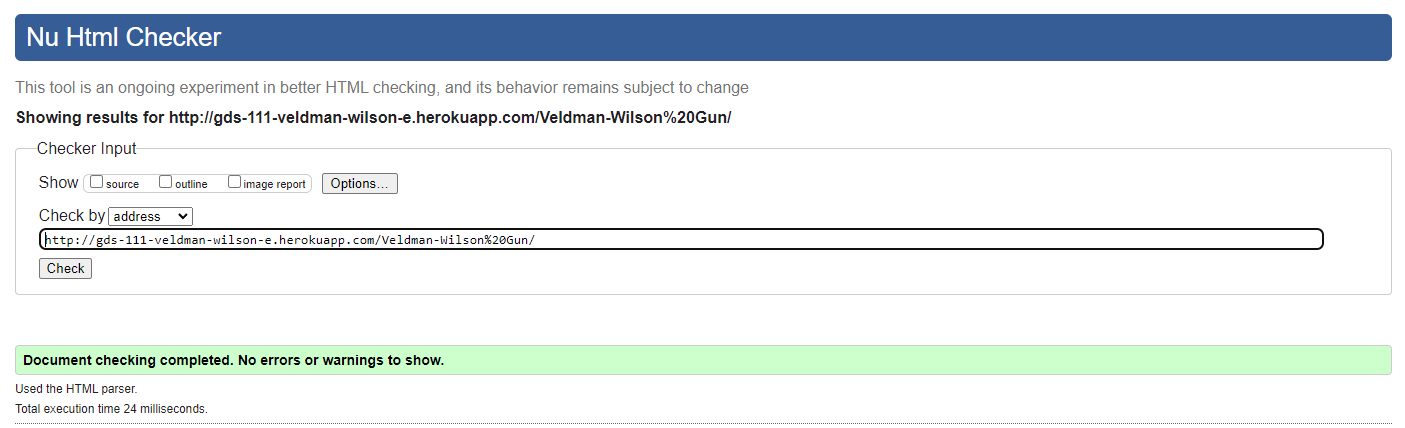 Nu Html Checker
This tool is an ongoing experiment in better HTML checking, and its behavior remains subject to change
Showing results for http://gds-111-veldman-wilson-e.herokuapp.com/Veldman-Wilson%20Gun/
Checker Input
Show source outline image report Options...
Check by address
http://gds-111-veldman-wilson-e.herokuapp.com/Veldman-Wilson%20Gun/
Check
Document checking completed. No errors or warnings to show.
Used the HTML parser.
Total execution time 24 milliseconds.